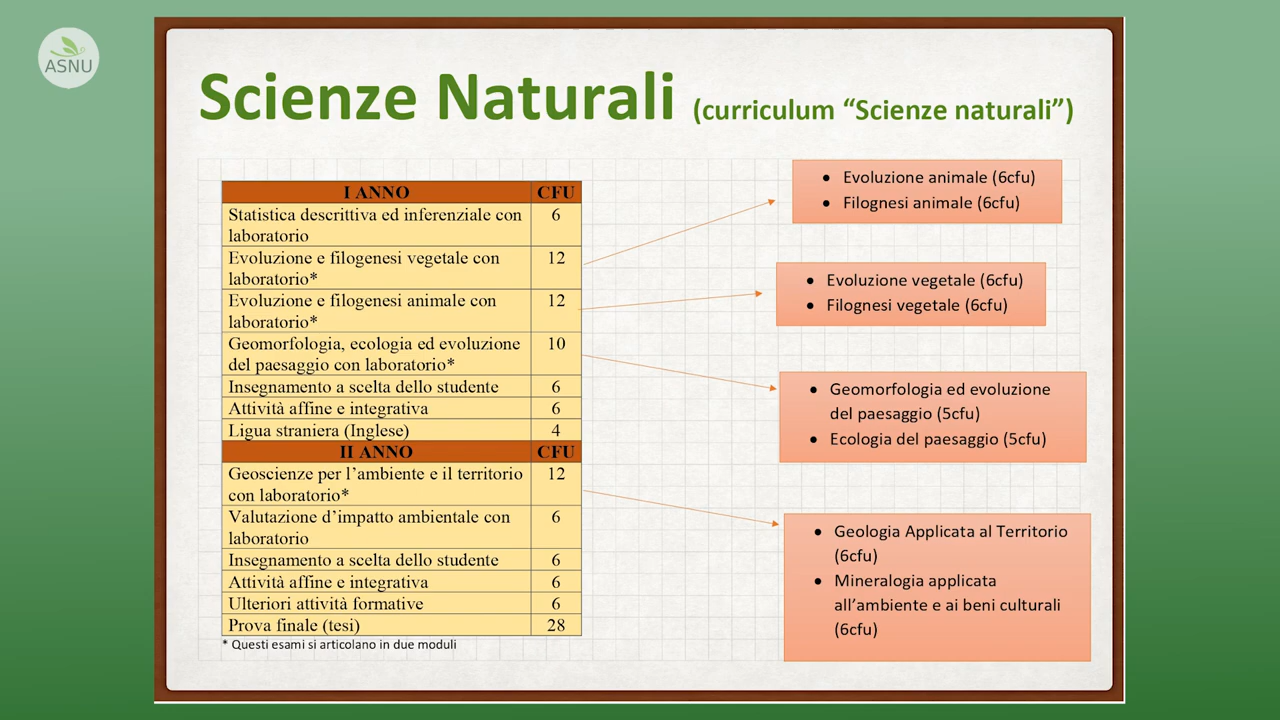 ASNU
Scienze Naturali (curriculum “Scienze naturali”)
I ANNO CFU
Statistica descrittiva ed inferenziale con 6
laboratorio
Evoluzione e filogenesi vegetale con 12
laboratorio*
Evoluzione e filogenesi animale con 12
laboratorio*
Geomorfologia, ecologia ed evoluzione 10
del paesaggio con laboratorio*
Insegnamento a scelta dello studente 6
Attività affine e integrativa 6
Ligua straniera (Inglese) 4
II ANNO CFU
Geoscienze per l’ambiente e il territorio 12
con laboratorio*
Valutazione d’impatto ambientale con 6
laboratorio
Insegnamento a scelta dello studente 6
Attività affine e integrativa 6
Ulteriori attività formative 6
Prova finale (tesi) 28
* Questi esami si articolano in due moduli
• Evoluzione animale (6cfu)
• Filognesi animale (6cfu)
• Evoluzione vegetale (6cfu)
• Filognesi vegetale (6cfu)
• Geomorfologia ed evoluzione
del paesaggio (5cfu)
• Ecologia del paesaggio (5cfu)
• Geologia Applicata al Territorio
(6cfu)
• Mineralogia applicata
all’ambiente e ai beni culturali
(6cfu)